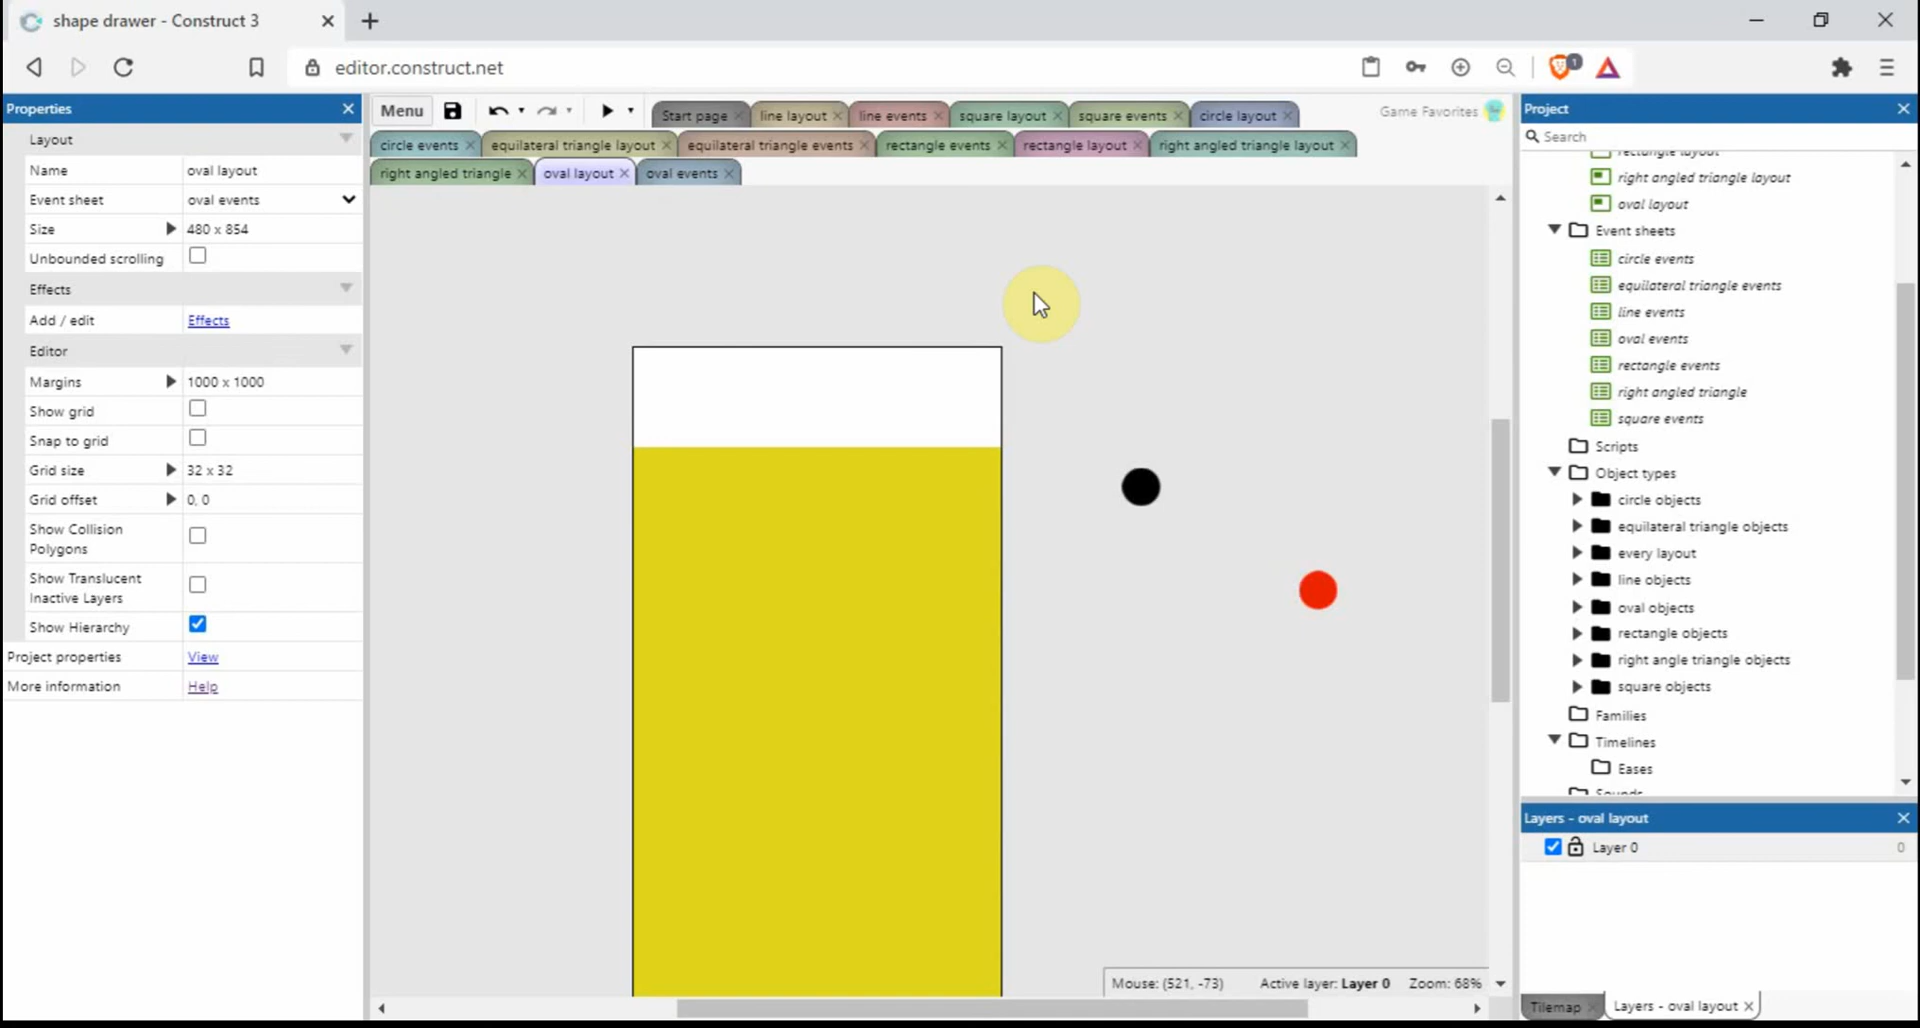 shape drawer - Construct 3
editor.construct.net
1
Properties
Layout
Name oval layout
Event sheet oval events
Size 480 x 854
Unbounded scrolling
Effects
Add / edit Effects
Editor
Margins 1000 x 1000
Show grid
Snap to grid
Grid size 32 x 32
Grid offset 0, 0
Show Collision
Polygons
Show Translucent
Inactive Layers
Show Hierarchy
Project properties View
More information Help
Menu
Start page line layout line events square layout square events circle layout
Game Favorites
circle events equilateral triangle layout equilateral triangle events rectangle events rectangle layout right angled triangle layout
right angled triangle oval layout oval events
Mouse: (521, -73) Active layer: Layer 0 Zoom: 68%
Project
Search
rectangle layout
right angled triangle layout
oval layout
Event sheets
circle events
equilateral triangle events
line events
oval events
rectangle events
right angled triangle
square events
Scripts
Object types
circle objects
equilateral triangle objects
every layout
line objects
oval objects
rectangle objects
right angle triangle objects
square objects
Families
Timelines
Eases
Sounds
Layers - oval layout
Layer 0 0
Tilemap Layers - oval layout